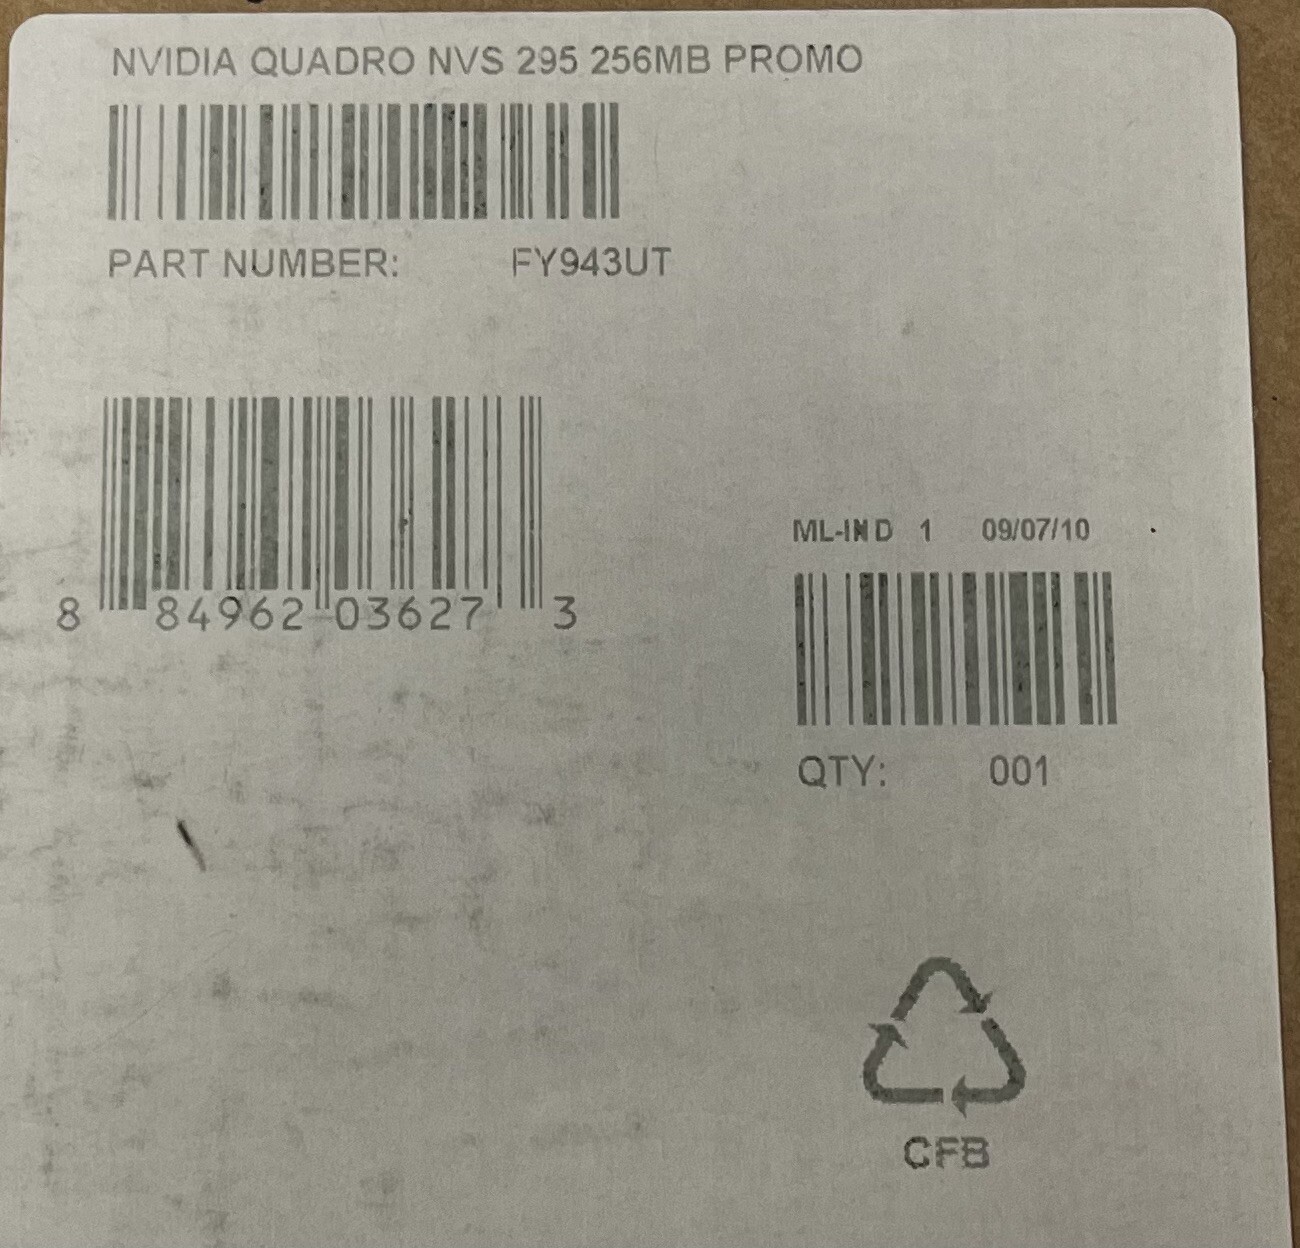 NVIDIA QUADRO NVS 295 256MB PROMO
PART NUMBER: FY943UT
8 84962 03627 3
ML-IND 1 09/07/10
QTY: 001
CFB